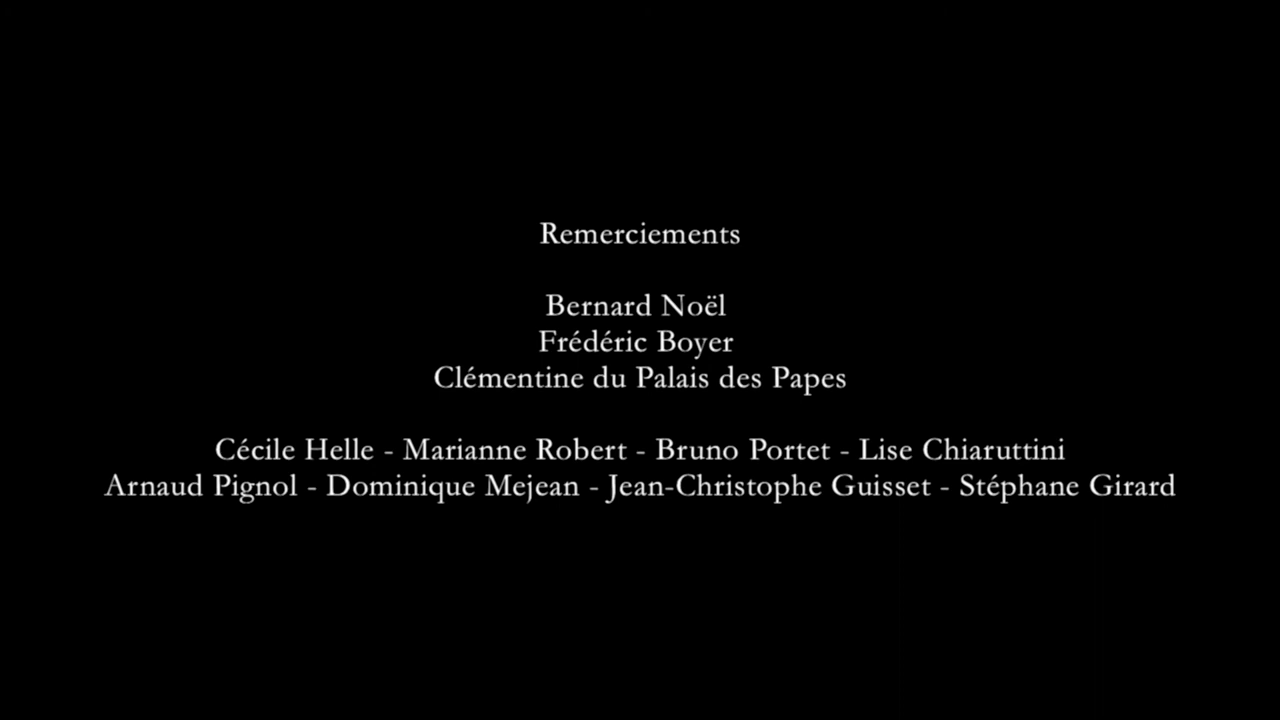 Remerciements
Bernard Noël
Frédéric Boyer
Clémentine du Palais des Papes
Cécile Helle - Marianne Robert - Bruno Portet - Lise Chiaruttini
Arnaud Pignol - Dominique Mejean - Jean-Christophe Guisset - Stéphane Girard